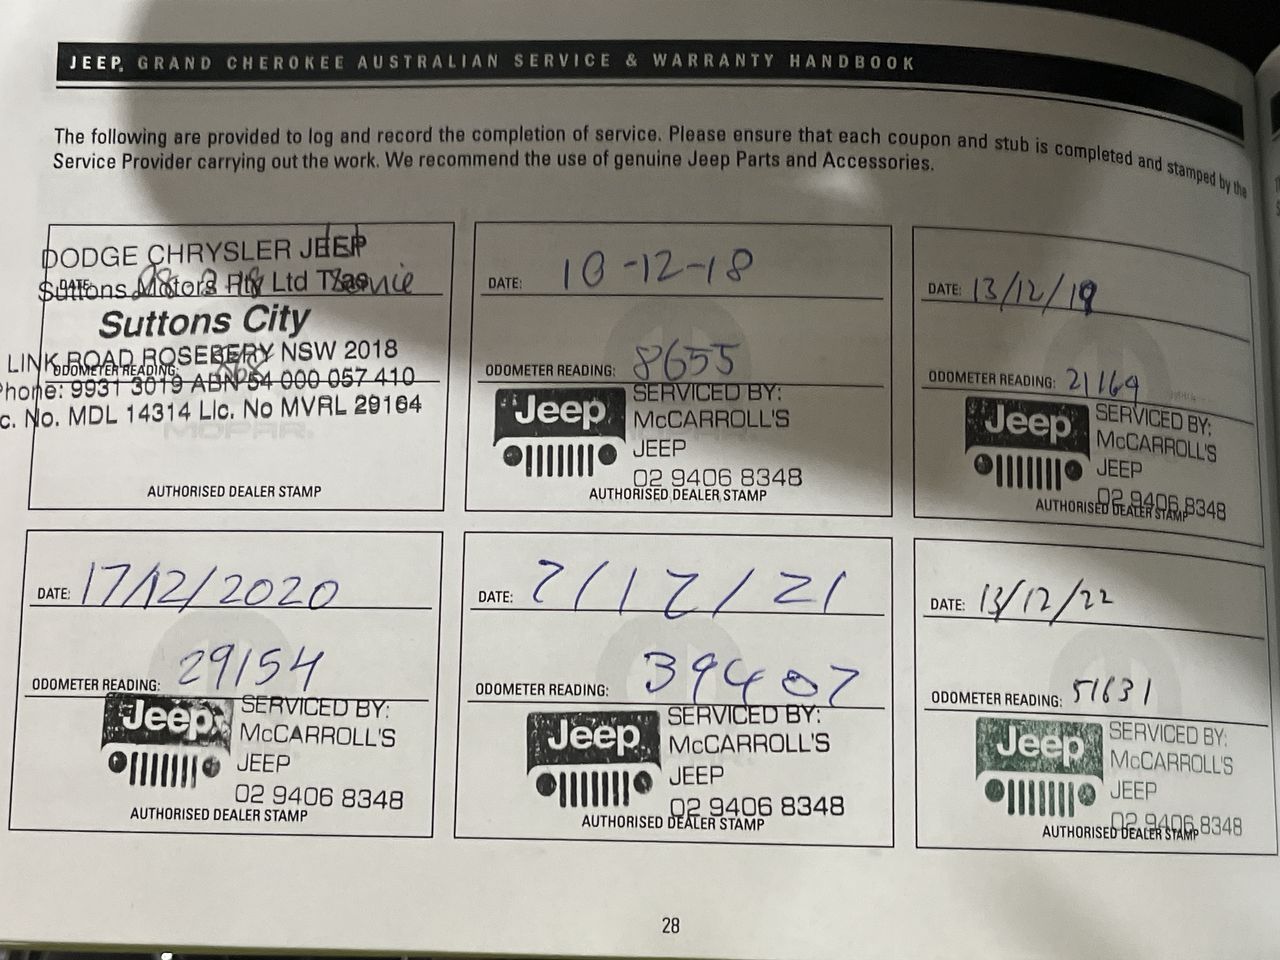 JEEP® GRAND CHEROKEE AUSTRALIAN SERVICE & WARRANTY HANDBOOK
The following are provided to log and record the completion of service. Please ensure that each coupon and stub is completed and stamped by the
Service Provider carrying out the work. We recommend the use of genuine Jeep Parts and Accessories.
DODGE CHRYSLER JEEP
DATE:
Suttons Motors Pty Ltd T/as
Suttons City
LINK ROAD ROSEBERY NSW 2018
ODOMETER READING:
Phone: 9931 3019 ABN 54 000 057 410
c. No. MDL 14314 Lic. No MVRL 29164
MOPAR.
AUTHORISED DEALER STAMP
DATE: 10-12-18
ODOMETER READING: 8655
Jeep
SERVICED BY:
McCARROLL'S
JEEP
02 9406 8348
AUTHORISED DEALER STAMP
DATE: 13/12/19
ODOMETER READING: 21169
Jeep
SERVICED BY:
McCARROLL'S
JEEP
02 9406 8348
AUTHORISED DEALER STAMP
DATE: 17/12/2020
ODOMETER READING: 29154
Jeep
SERVICED BY:
McCARROLL'S
JEEP
02 9406 8348
AUTHORISED DEALER STAMP
DATE: 7/12/21
ODOMETER READING: 39407
Jeep
SERVICED BY:
McCARROLL'S
JEEP
02 9406 8348
AUTHORISED DEALER STAMP
DATE: 13/12/22
ODOMETER READING: 51631
Jeep
SERVICED BY:
McCARROLL'S
JEEP
02 9406 8348
AUTHORISED DEALER STAMP
28